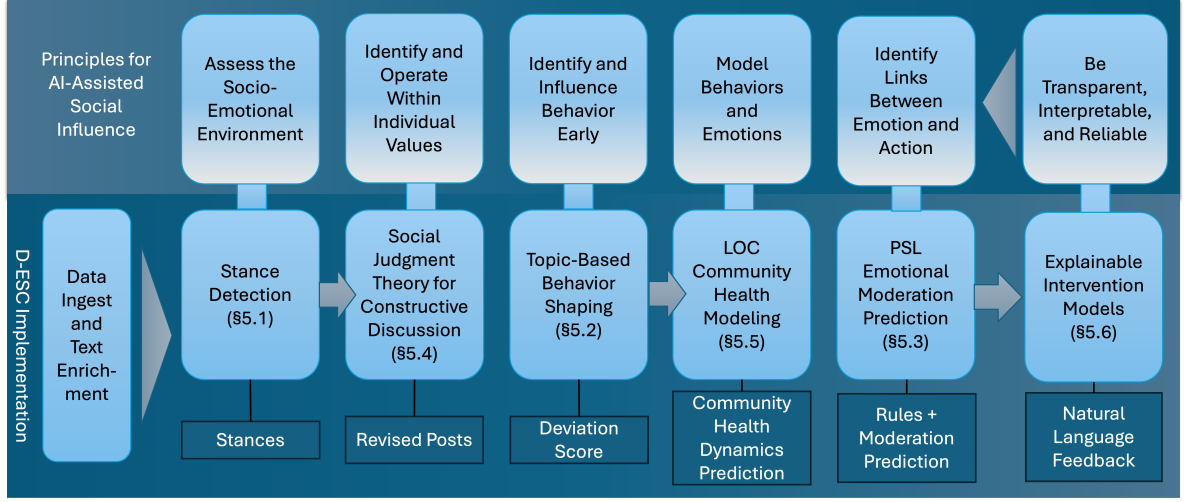 Principles for
AI-Assisted
Social
Influence
Assess the
Socio-
Emotional
Environment
Identify and
Operate
Within
Individual
Values
Identify and
Influence
Behavior
Early
Model
Behaviors
and
Emotions
Identify
Links
Between
Emotion and
Action
Be
Transparent,
Interpretable,
and Reliable
D-ESC Implementation
Data
Ingest
and
Text
Enrich-
ment
Stance
Detection
(§5.1)
Social
Judgment
Theory for
Constructive
Discussion
(§5.4)
Topic-Based
Behavior
Shaping
(§5.2)
LOC
Community
Health
Modeling
(§5.5)
PSL
Emotional
Moderation
Prediction
(§5.3)
Explainable
Intervention
Models
(§5.6)
Stances
Revised Posts
Deviation
Score
Community
Health
Dynamics
Prediction
Rules +
Moderation
Prediction
Natural
Language
Feedback